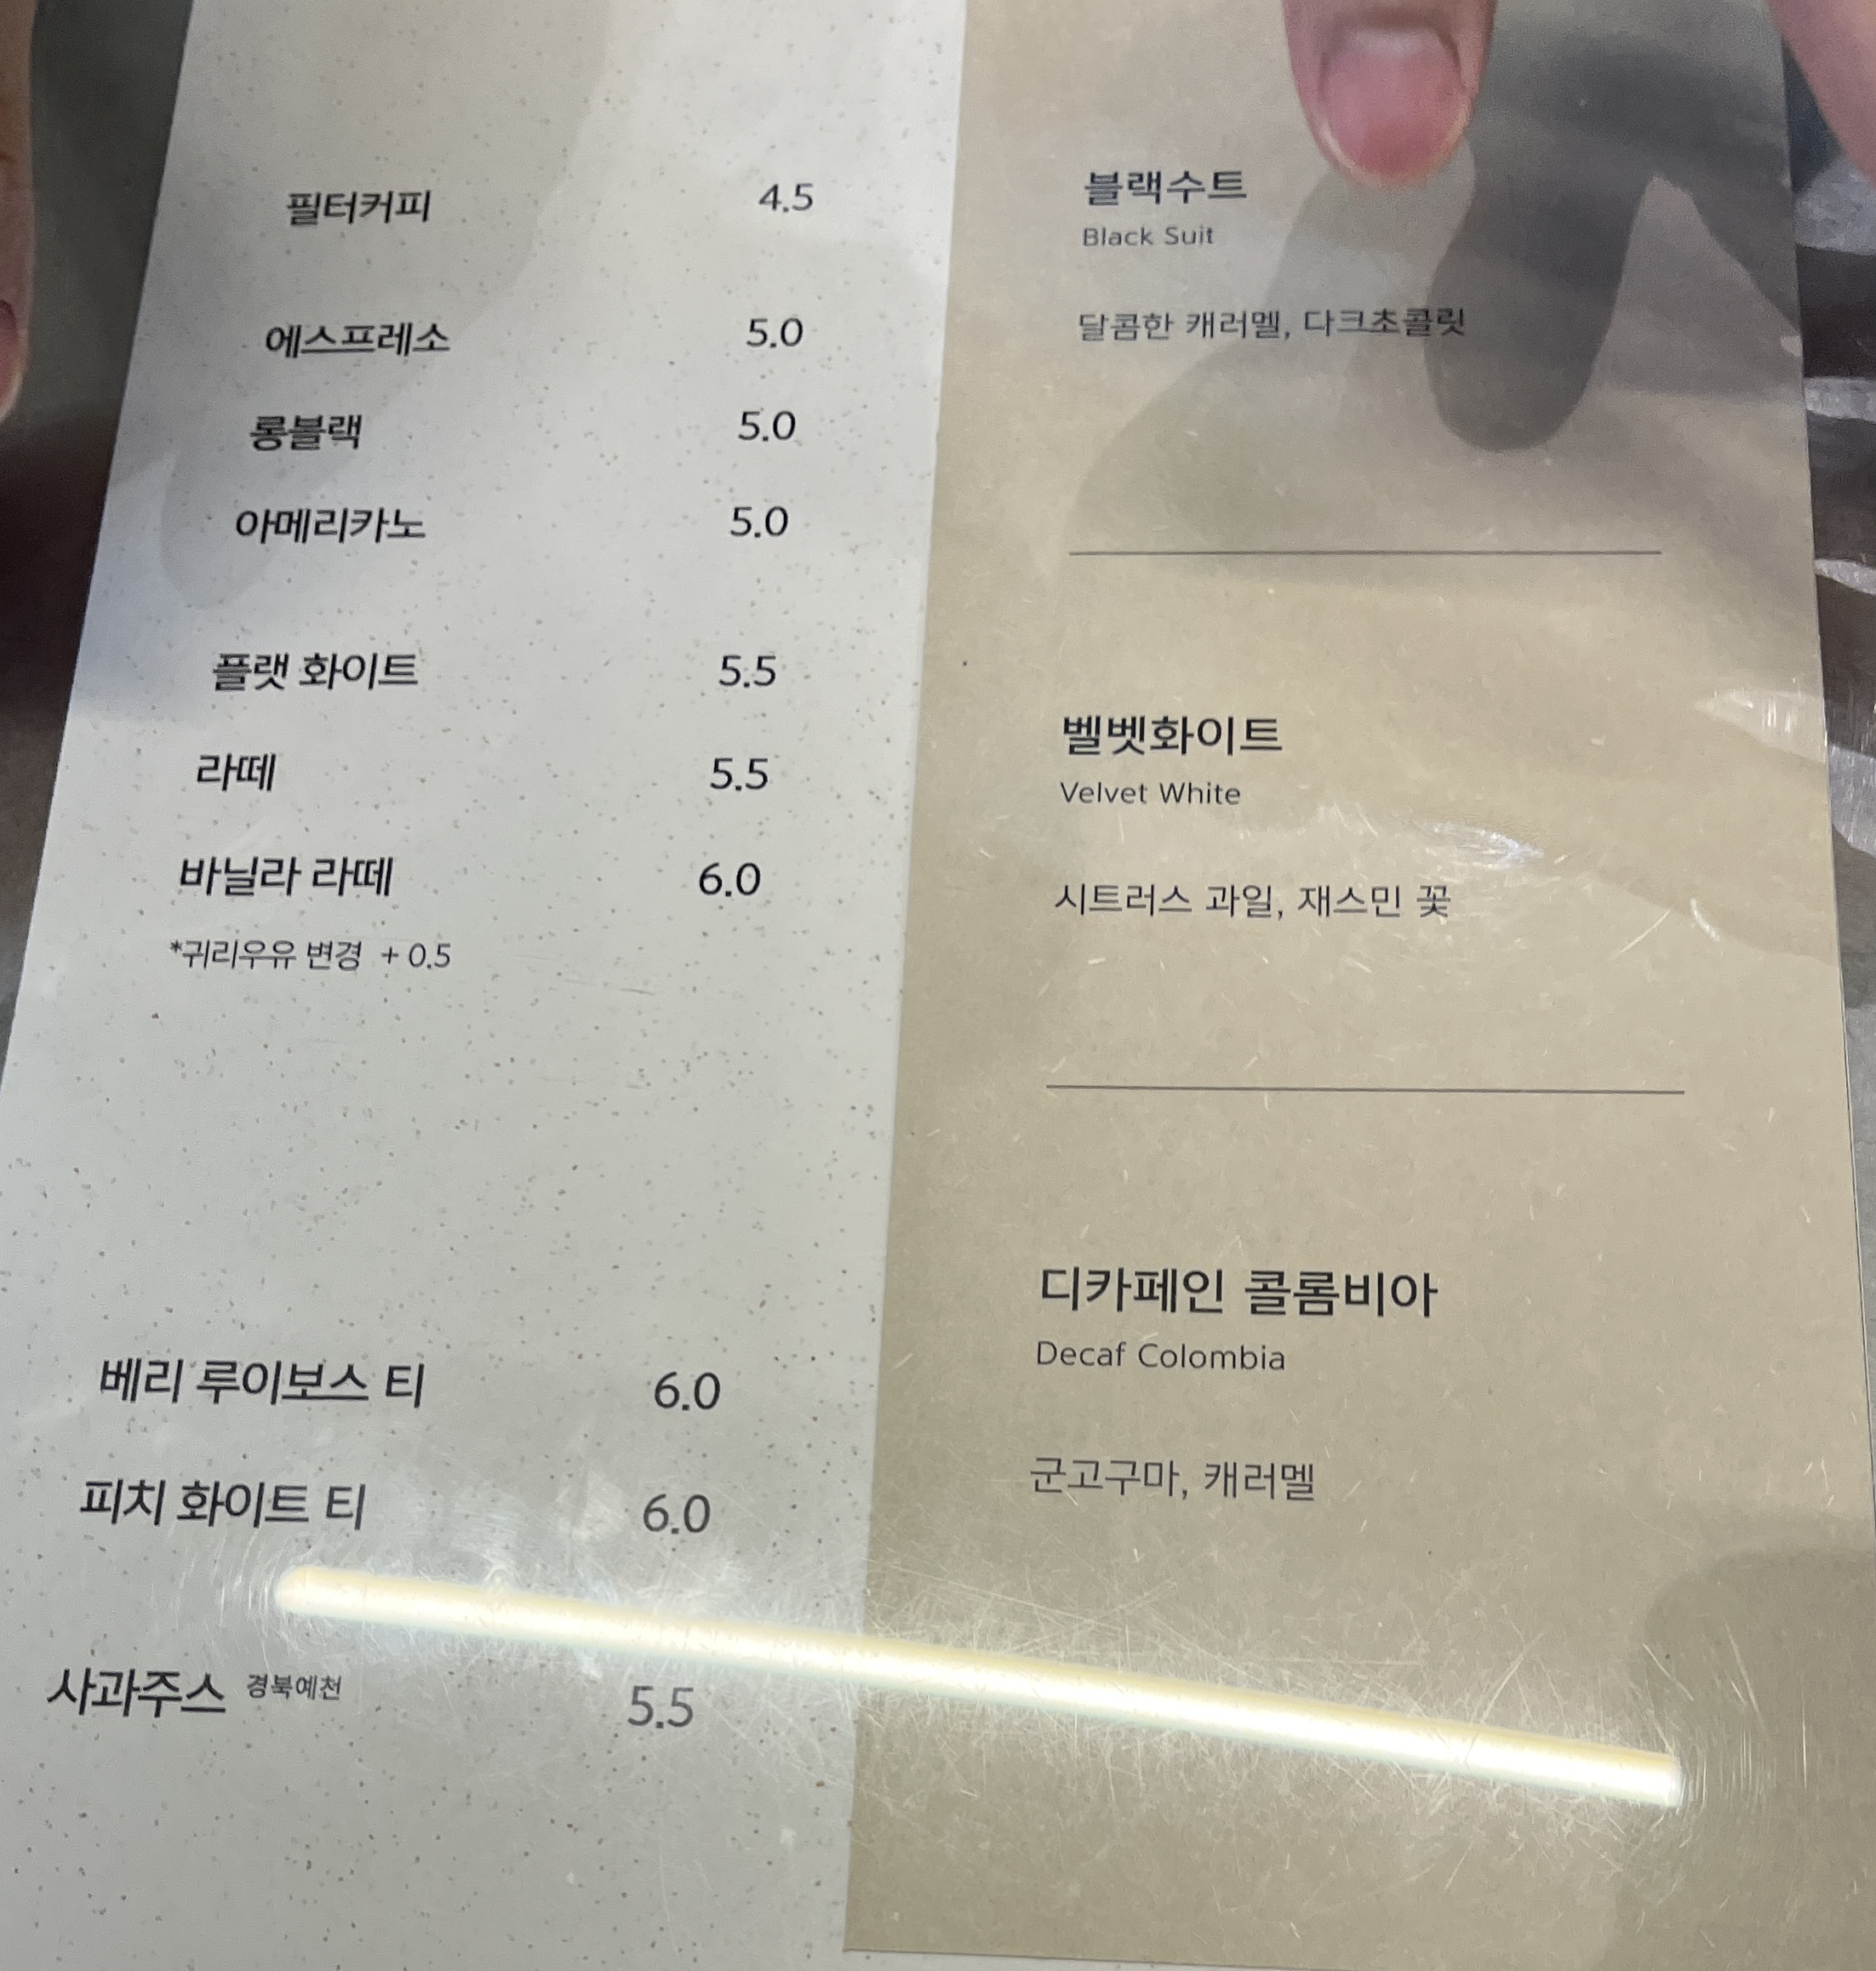 필터커피 4.5
에스프레소 5.0
롱블랙 5.0
아메리카노 5.0
플랫 화이트 5.5
라떼 5.5
바닐라 라떼 6.0
*귀리우유 변경 + 0.5
베리 루이보스 티 6.0
피치 화이트 티 6.0
사과주스 경북예천 5.5
블랙수트
Black Suit
달콤한 캐러멜, 다크초콜릿
벨벳화이트
Velvet White
시트러스 과일, 재스민 꽃
디카페인 콜롬비아
Decaf Colombia
군고구마, 캐러멜